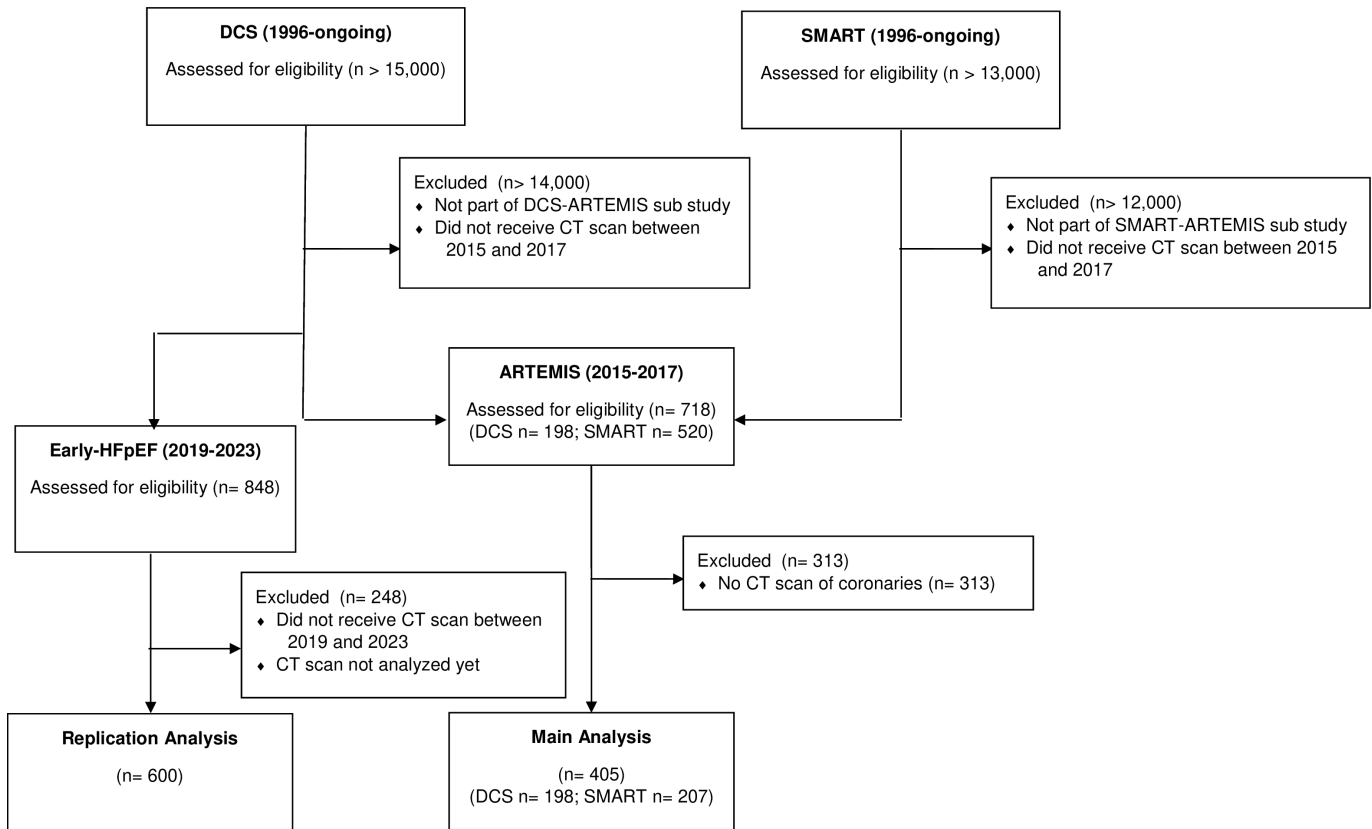 DCS (1996-ongoing)
Assessed for eligibility (n > 15,000)
SMART (1996-ongoing)
Assessed for eligibility (n > 13,000)
Excluded (n> 14,000)
♦ Not part of DCS-ARTEMIS sub study
♦ Did not receive CT scan between
2015 and 2017
Excluded (n> 12,000)
♦ Not part of SMART-ARTEMIS sub study
♦ Did not receive CT scan between 2015
and 2017
ARTEMIS (2015-2017)
Assessed for eligibility (n= 718)
(DCS n= 198; SMART n= 520)
Early-HFpEF (2019-2023)
Assessed for eligibility (n= 848)
Excluded (n= 313)
♦ No CT scan of coronaries (n= 313)
Excluded (n= 248)
♦ Did not receive CT scan between
2019 and 2023
♦ CT scan not analyzed yet
Replication Analysis
(n= 600)
Main Analysis
(n= 405)
(DCS n= 198; SMART n= 207)